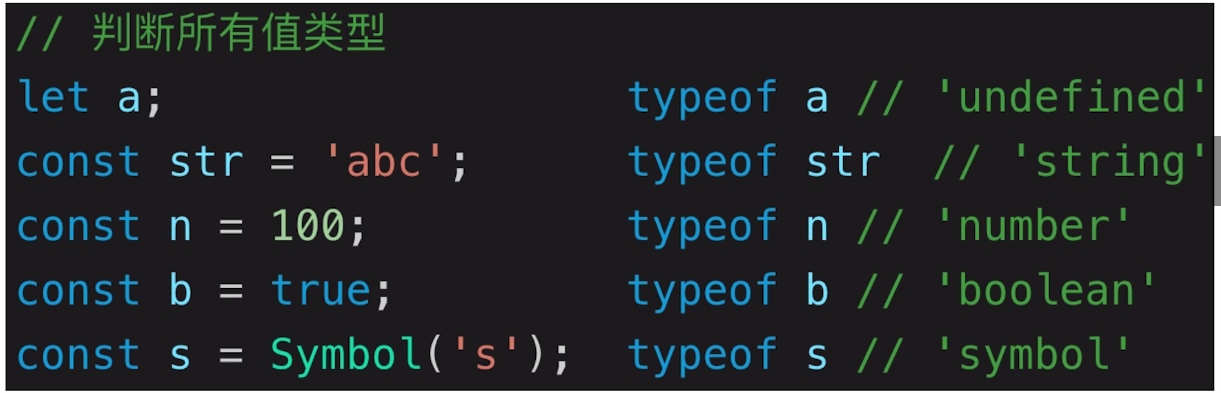 // 判断所有值类型
let a;                        typeof a // 'undefined'
const str = 'abc';      typeof str  // 'string'
const n = 100;          typeof n // 'number'
const b = true;         typeof b // 'boolean'
const s = Symbol('s');  typeof s // 'symbol'